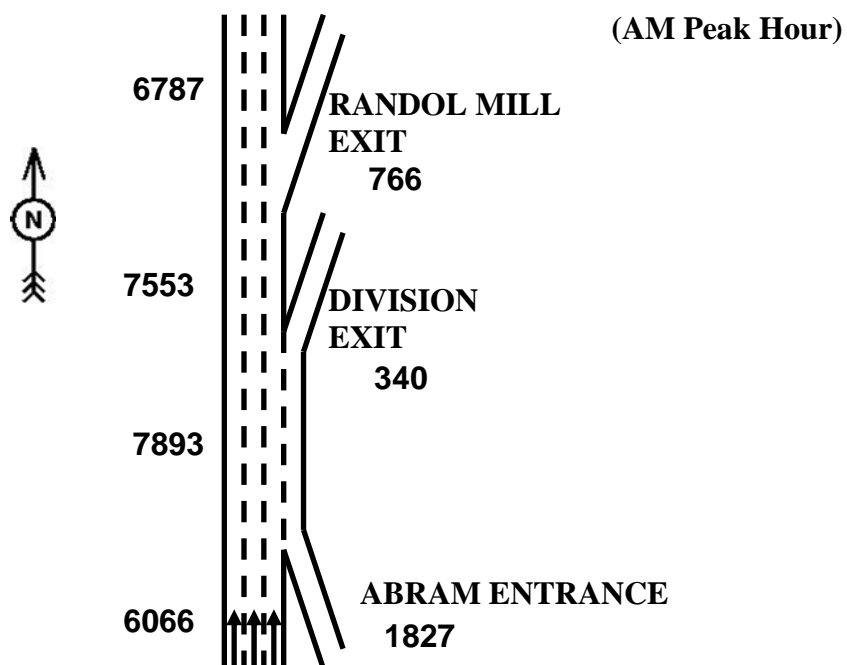 (AM Peak Hour)
6787
RANDOL MILL
EXIT
766
N
7553
DIVISION
EXIT
340
7893
ABRAM ENTRANCE
6066
1827